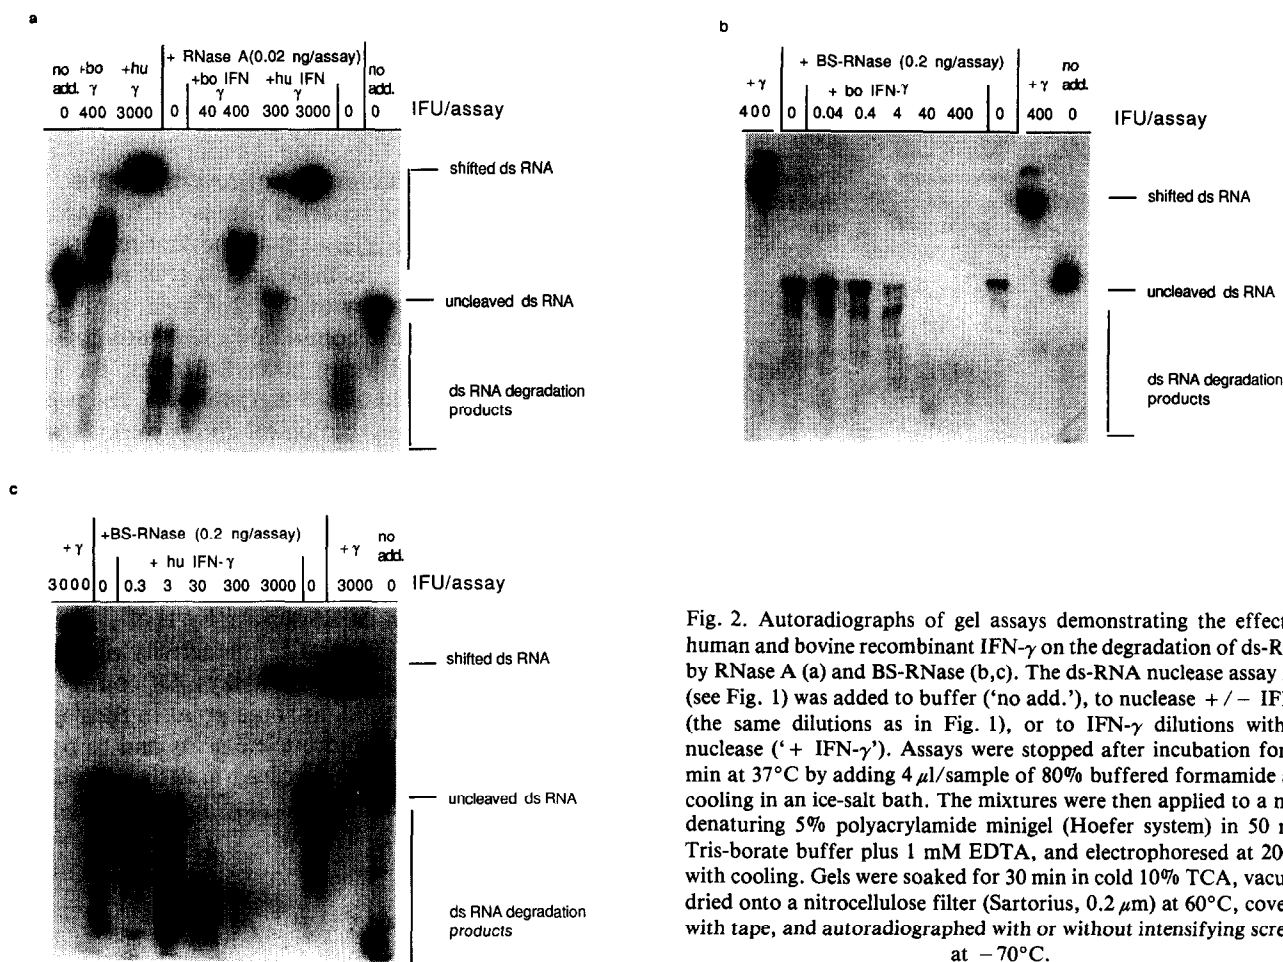 a
+ RNase A(0.02 ng/assay)
no +bo +hu +bo IFN +hu IFN no
add. γ γ γ γ add.
0 400 3000 0 40 400 300 3000 0 0 IFU/assay
shifted ds RNA
uncleaved ds RNA
ds RNA degradation
products
b
+ BS-RNase (0.2 ng/assay)
no
+γ + bo IFN-γ +γ add.
400 0 0.04 0.4 4 40 400 0 400 0 IFU/assay
shifted ds RNA
uncleaved ds RNA
ds RNA degradation
products
c
+BS-RNase (0.2 ng/assay)
+γ + hu IFN-γ +γ no
add.
3000 0 0.3 3 30 300 3000 0 3000 0 IFU/assay
shifted ds RNA
uncleaved ds RNA
ds RNA degradation
products
Fig. 2. Autoradiographs of gel assays demonstrating the effect
human and bovine recombinant IFN-γ on the degradation of ds-R
by RNase A (a) and BS-RNase (b,c). The ds-RNA nuclease assay
(see Fig. 1) was added to buffer ('no add.'), to nuclease +/− IF
(the same dilutions as in Fig. 1), or to IFN-γ dilutions with
nuclease ('+ IFN-γ'). Assays were stopped after incubation for
min at 37°C by adding 4 μl/sample of 80% buffered formamide
cooling in an ice-salt bath. The mixtures were then applied to a n
denaturing 5% polyacrylamide minigel (Hoefer system) in 50
Tris-borate buffer plus 1 mM EDTA, and electrophoresed at 20
with cooling. Gels were soaked for 30 min in cold 10% TCA, vacu
dried onto a nitrocellulose filter (Sartorius, 0.2 μm) at 60°C, cove
with tape, and autoradiographed with or without intensifying scre
at −70°C.